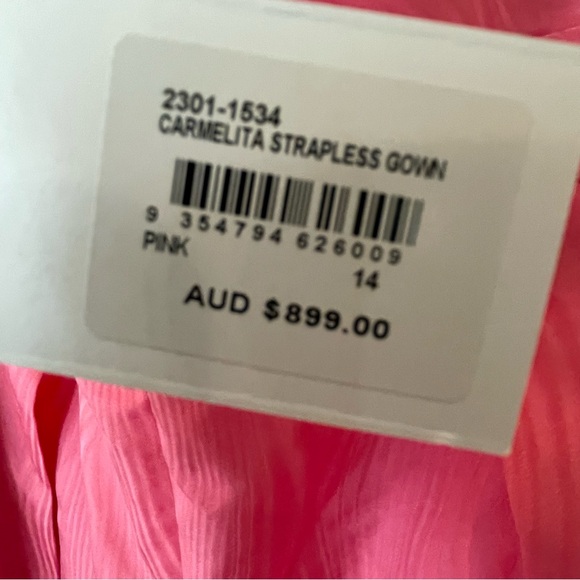 2301-1534
CARMELITA STRAPLESS GOWN
9 354794 626009
PINK 14
AUD $899.00